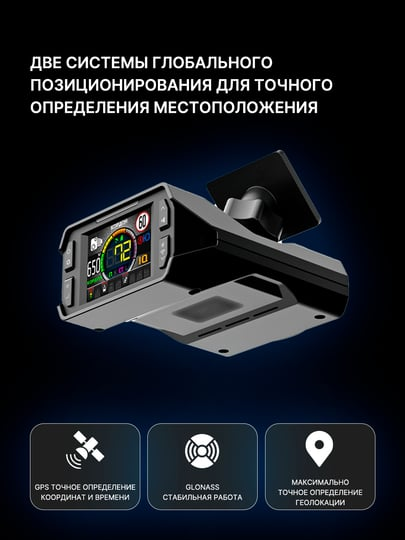 ДВЕ СИСТЕМЫ ГЛОБАЛЬНОГО
ПОЗИЦИОНИРОВАНИЯ ДЛЯ ТОЧНОГО
ОПРЕДЕЛЕНИЯ МЕСТОПОЛОЖЕНИЯ
60
650
72
10
GPS ТОЧНОЕ ОПРЕДЕЛЕНИЕ
КООРДИНАТ И ВРЕМЕНИ
GLONASS
СТАБИЛЬНАЯ РАБОТА
МАКСИМАЛЬНО
ТОЧНОЕ ОПРЕДЕЛЕНИЕ
ГЕОЛОКАЦИИ